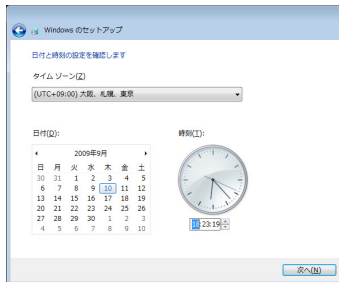 Windows のセットアップ
日付と時刻の設定を確認します
タイム ゾーン(Z)
(UTC+09:00) 大阪、札幌、東京
日付(D):
時刻(T):
2009年9月
日 月 火 水 木 金 土
30 31 1 2 3 4 5
6 7 8 9 10 11 12
13 14 15 16 17 18 19
20 21 22 23 24 25 26
27 28 29 30 1 2 3
4 5 6 7 8 9 10
:23:19
次へ(N)